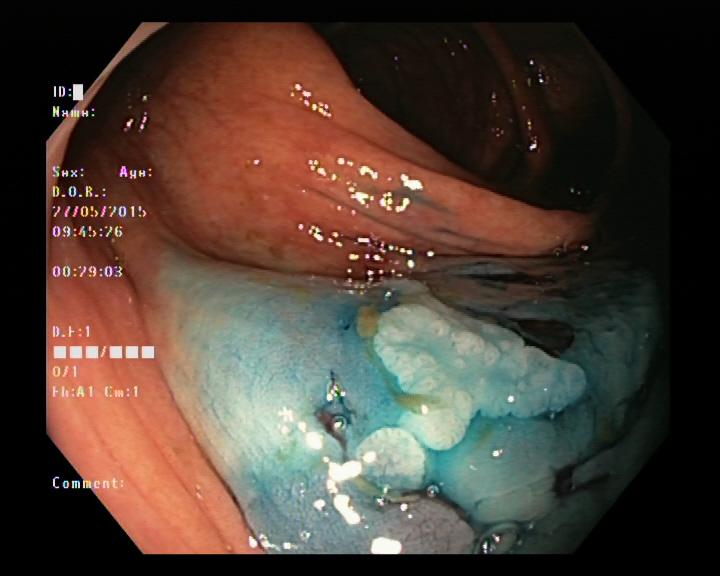 ID:
Name:
Sex: Age:
D.O.B.:
27/05/2015
09:45:26
00:29:03
D.F:1
■■■/■■■
0/1
Eh:A1 Cm:1
Comment: